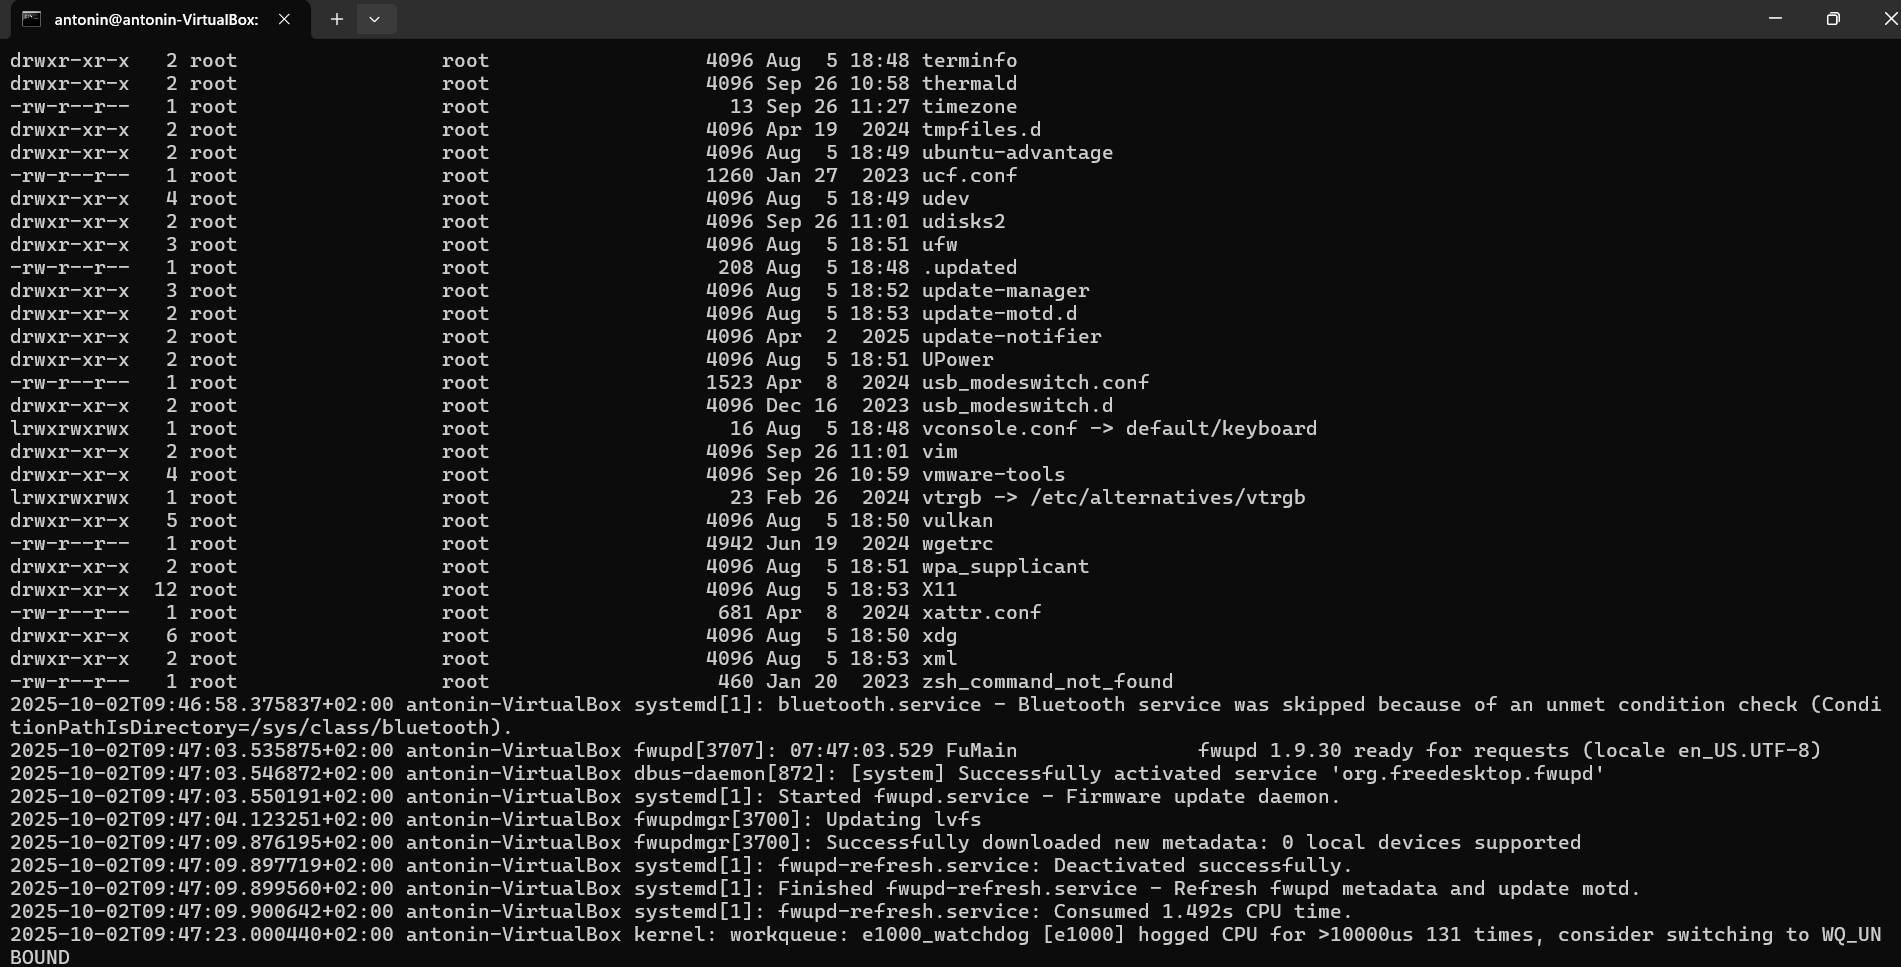 antonin@antonin-VirtualBox:
drwxr-xr-x   2 root                 root                  4096 Aug  5 18:48 terminfo
drwxr-xr-x   2 root                 root                  4096 Sep 26 10:58 thermald
-rw-r--r--   1 root                 root                    13 Sep 26 11:27 timezone
drwxr-xr-x   2 root                 root                  4096 Apr 19  2024 tmpfiles.d
drwxr-xr-x   2 root                 root                  4096 Aug  5 18:49 ubuntu-advantage
-rw-r--r--   1 root                 root                  1260 Jan 27  2023 ucf.conf
drwxr-xr-x   4 root                 root                  4096 Aug  5 18:49 udev
drwxr-xr-x   2 root                 root                  4096 Sep 26 11:01 udisks2
drwxr-xr-x   3 root                 root                  4096 Aug  5 18:51 ufw
-rw-r--r--   1 root                 root                   208 Aug  5 18:48 .updated
drwxr-xr-x   3 root                 root                  4096 Aug  5 18:52 update-manager
drwxr-xr-x   2 root                 root                  4096 Aug  5 18:53 update-motd.d
drwxr-xr-x   2 root                 root                  4096 Apr  2  2025 update-notifier
drwxr-xr-x   2 root                 root                  4096 Aug  5 18:51 UPower
-rw-r--r--   1 root                 root                  1523 Apr  8  2024 usb_modeswitch.conf
drwxr-xr-x   2 root                 root                  4096 Dec 16  2023 usb_modeswitch.d
lrwxrwxrwx   1 root                 root                    16 Aug  5 18:48 vconsole.conf -> default/keyboard
drwxr-xr-x   2 root                 root                  4096 Sep 26 11:01 vim
drwxr-xr-x   4 root                 root                  4096 Sep 26 10:59 vmware-tools
lrwxrwxrwx   1 root                 root                    23 Feb 26  2024 vtrgb -> /etc/alternatives/vtrgb
drwxr-xr-x   5 root                 root                  4096 Aug  5 18:50 vulkan
-rw-r--r--   1 root                 root                  4942 Jun 19  2024 wgetrc
drwxr-xr-x   2 root                 root                  4096 Aug  5 18:51 wpa_supplicant
drwxr-xr-x  12 root                 root                  4096 Aug  5 18:53 X11
-rw-r--r--   1 root                 root                   681 Apr  8  2024 xattr.conf
drwxr-xr-x   6 root                 root                  4096 Aug  5 18:50 xdg
drwxr-xr-x   2 root                 root                  4096 Aug  5 18:53 xml
-rw-r--r--   1 root                 root                   460 Jan 20  2023 zsh_command_not_found
2025-10-02T09:46:58.375837+02:00 antonin-VirtualBox systemd[1]: bluetooth.service - Bluetooth service was skipped because of an unmet condition check (Condi
tionPathIsDirectory=/sys/class/bluetooth).
2025-10-02T09:47:03.535875+02:00 antonin-VirtualBox fwupd[3707]: 07:47:03.529 FuMain               fwupd 1.9.30 ready for requests (locale en_US.UTF-8)
2025-10-02T09:47:03.546872+02:00 antonin-VirtualBox dbus-daemon[872]: [system] Successfully activated service 'org.freedesktop.fwupd'
2025-10-02T09:47:03.550191+02:00 antonin-VirtualBox systemd[1]: Started fwupd.service - Firmware update daemon.
2025-10-02T09:47:04.123251+02:00 antonin-VirtualBox fwupdmgr[3700]: Updating lvfs
2025-10-02T09:47:09.876195+02:00 antonin-VirtualBox fwupdmgr[3700]: Successfully downloaded new metadata: 0 local devices supported
2025-10-02T09:47:09.897719+02:00 antonin-VirtualBox systemd[1]: fwupd-refresh.service: Deactivated successfully.
2025-10-02T09:47:09.899560+02:00 antonin-VirtualBox systemd[1]: Finished fwupd-refresh.service - Refresh fwupd metadata and update motd.
2025-10-02T09:47:09.900642+02:00 antonin-VirtualBox systemd[1]: fwupd-refresh.service: Consumed 1.492s CPU time.
2025-10-02T09:47:23.000440+02:00 antonin-VirtualBox kernel: workqueue: e1000_watchdog [e1000] hogged CPU for >10000us 131 times, consider switching to WQ_UN
BOUND